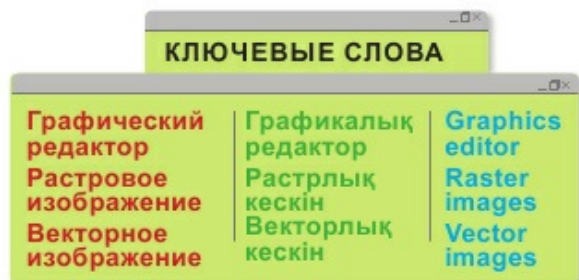 КЛЮЧЕВЫЕ СЛОВА
Графический
редактор
Растровое
изображение
Векторное
изображение
Графикалық
редактор
Растрлық
кескін
Векторлық
кескін
Graphics
editor
Raster
images
Vector
images